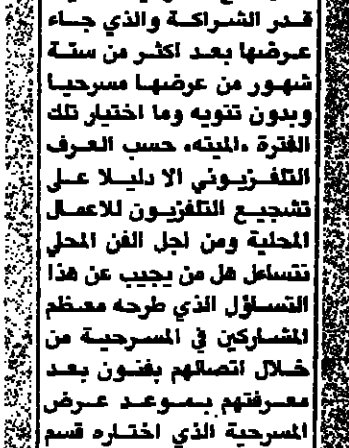 قدر الشراكة والذي جاء
عرضها بعد اكثر من ستة
شهور من عرضها مسرحيا
وبدون تنويه وما اختيار تلك
الفترة «الميته» حسب العرف
التلفزيوني الا دليلا على
تشجيع التلفزيون للاعمال
المحلية ومن اجل الفن المحلي
نتساءل هل من يجيب عن هذا
التساؤل الذي طرحه معظم
المشاركين في المسرحية من
خلال اتصالهم بفنون بعد
معرفتهم بموعد عرض
المسرحية الذي اختاره قسم